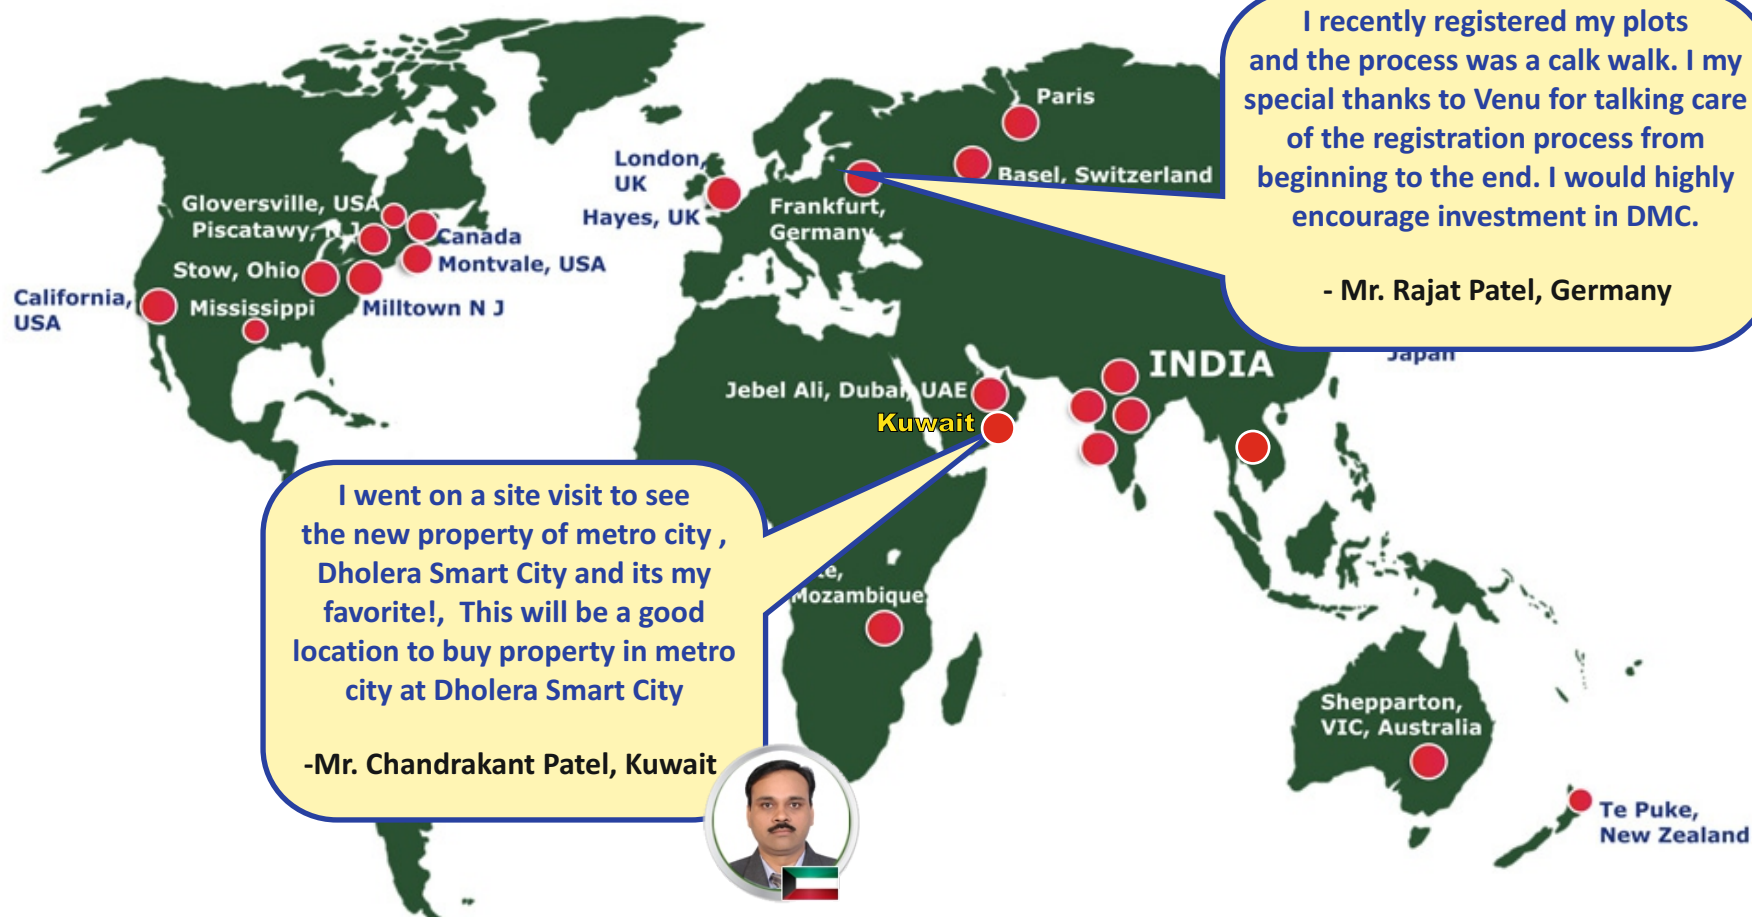 I recently registered my plots
and the process was a calk walk. I my
special thanks to Venu for talking care
of the registration process from
beginning to the end. I would highly
encourage investment in DMC.
- Mr. Rajat Patel, Germany
Paris
Basel, Switzerland
London,
UK
Hayes, UK
Frankfurt,
Germany
Gloversville, USA
Piscatawy, N J
Canada
Montvale, USA
Stow, Ohio
California,
USA
Mississippi
Milltown N J
Japan
INDIA
Jebel Ali, Dubai, UAE
Kuwait
I went on a site visit to see
the new property of metro city ,
Dholera Smart City and its my
favorite!, This will be a good
location to buy property in metro
city at Dholera Smart City
-Mr. Chandrakant Patel, Kuwait
Mozambique
Shepparton,
VIC, Australia
Te Puke,
New Zealand